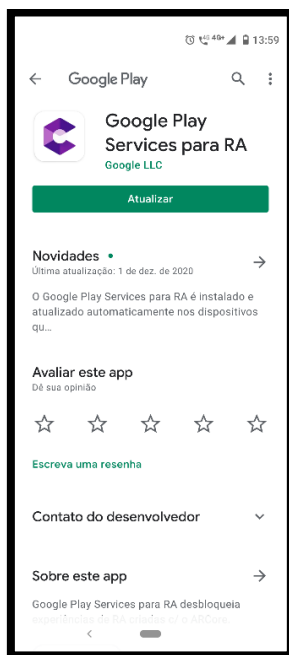 4G 4G+ 13:59
Google Play
Google Play
Services para RA
Google LLC
Atualizar
Novidades •
Última atualização: 1 de dez. de 2020
O Google Play Services para RA é instalado e
atualizado automaticamente nos dispositivos
qu...
Avaliar este app
Dê sua opinião
Escreva uma resenha
Contato do desenvolvedor
Sobre este app
Google Play Services para RA desbloqueia
experiências de RA criadas c/ o ARCore